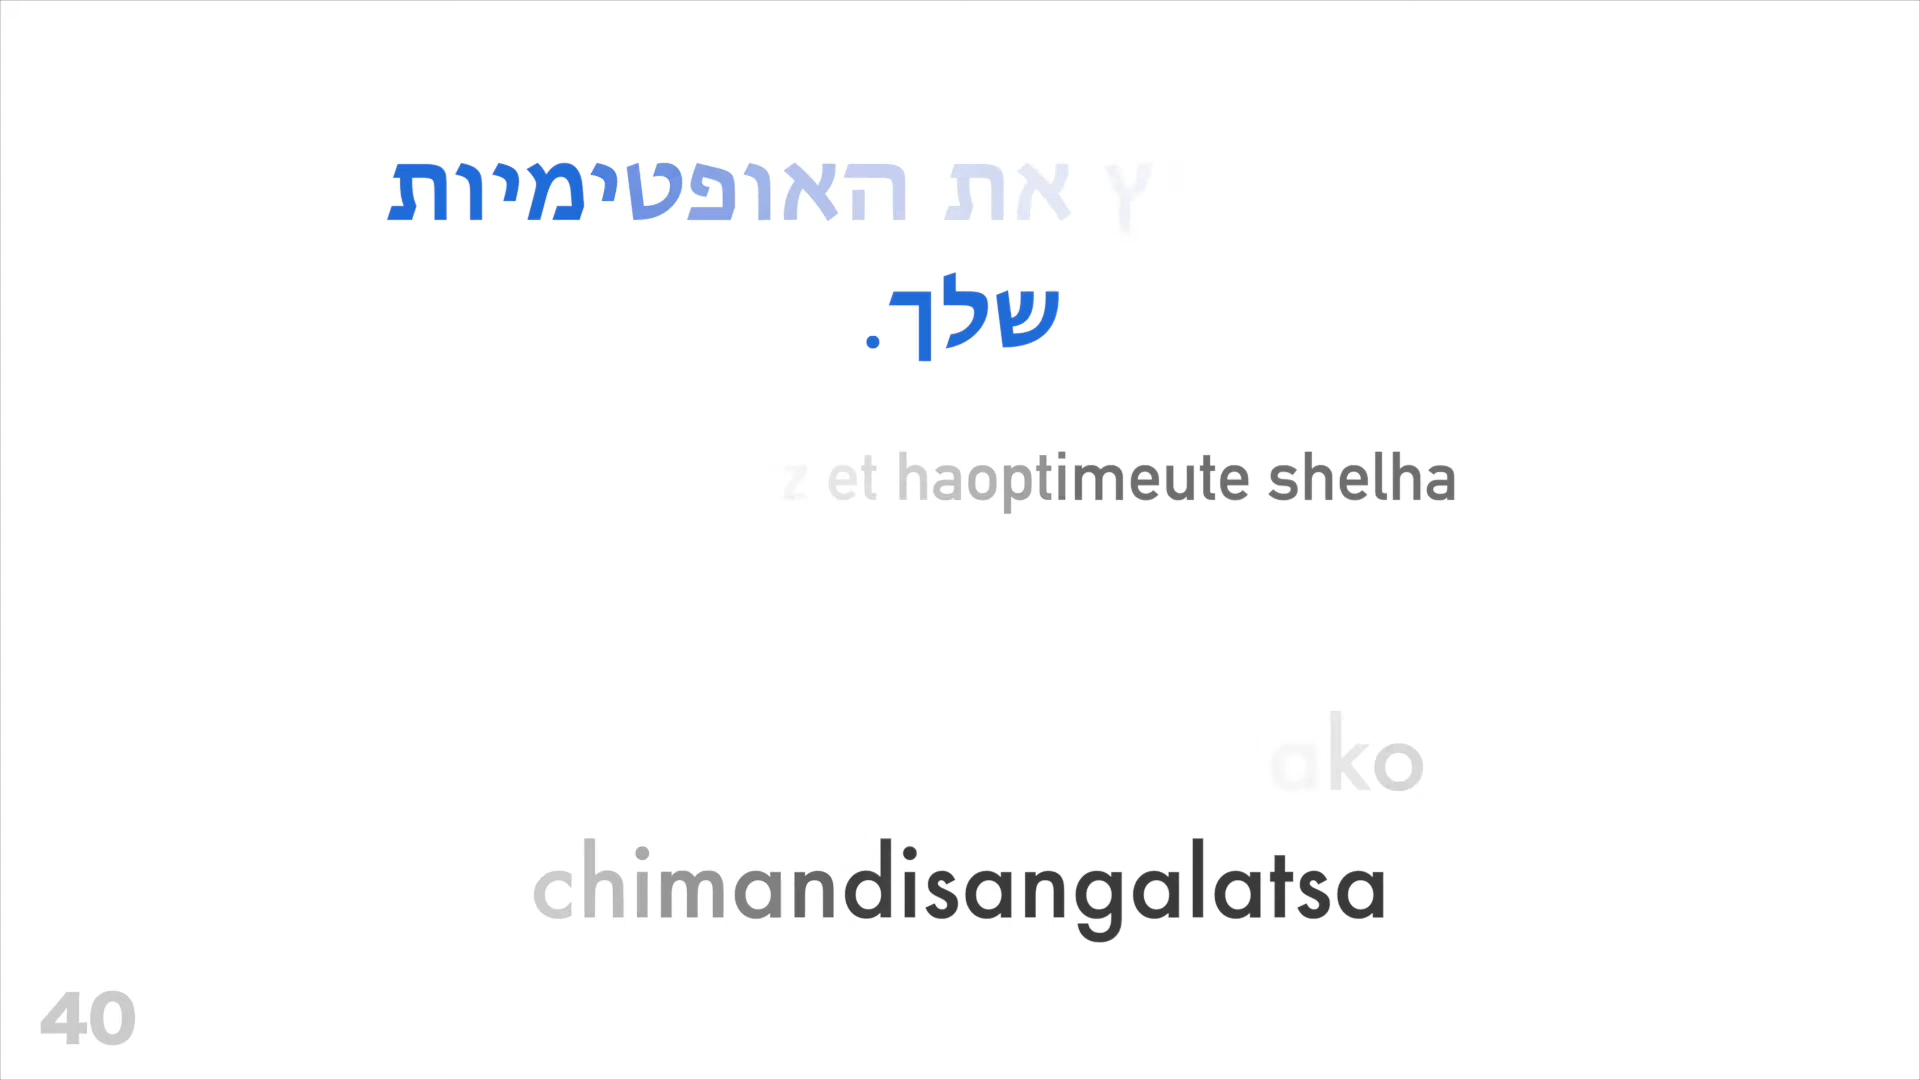 את האופטימיות
שלך.
et haoptimeute shelha
ako
chimandisangalatsa
40